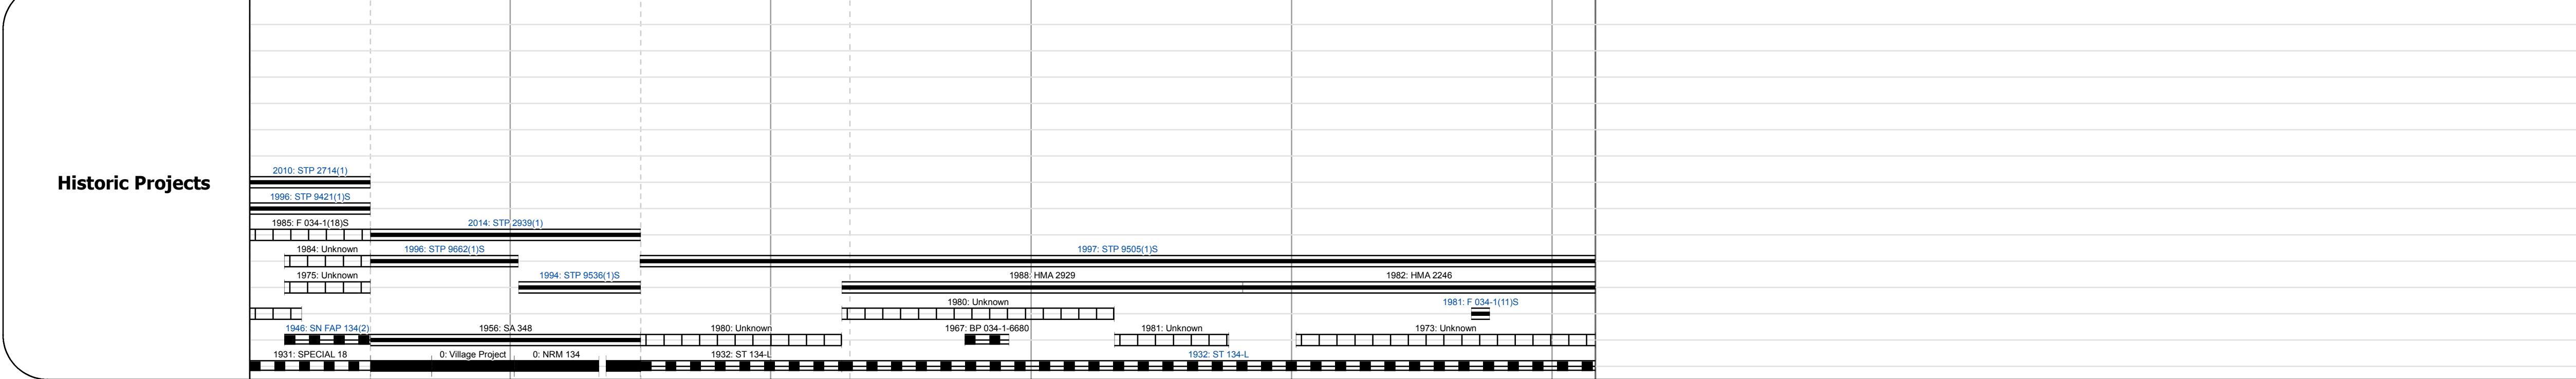 2010: STP 2714(1)
Historic Projects
1996: STP 9421(1)S
1985: F 034-1(18)S 2014: STP 2939(1)
1984: Unknown 1996: STP 9662(1)S 1997: STP 9505(1)S
1975: Unknown 1994: STP 9536(1)S 1988: HMA 2929 1982: HMA 2246
1980: Unknown 1981: F 034-1(11)S
1946: SN FAP 134(2) 1956: SA 348 1980: Unknown 1967: BP 034-1-6680 1981: Unknown 1973: Unknown
1931: SPECIAL 18 0: Village Project 0: NRM 134 1932: ST 134-L 1932: ST 134-L